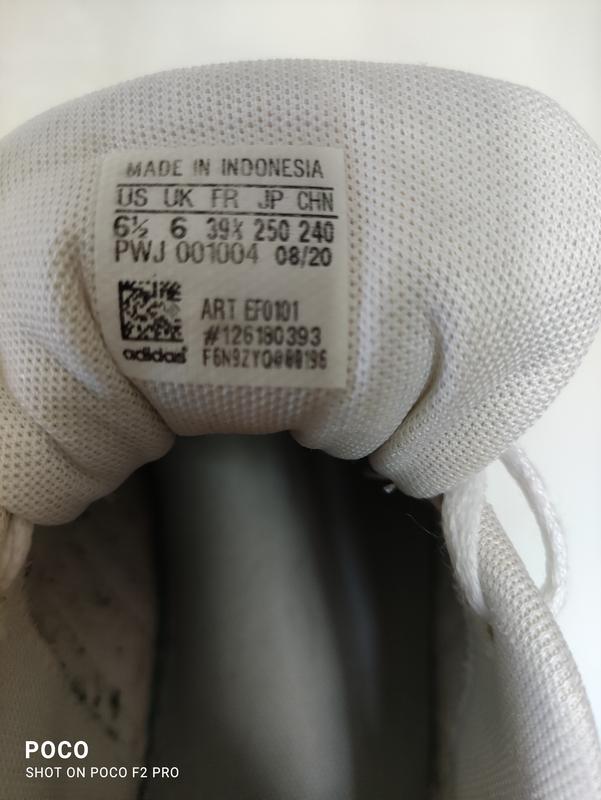 MADE IN INDONESIA
US UK FR JP CHN
6½ 6 39⅓ 250 240
PWJ 001004 08/20
ART EF0101
#126180393
adidas
POCO
SHOT ON POCO F2 PRO